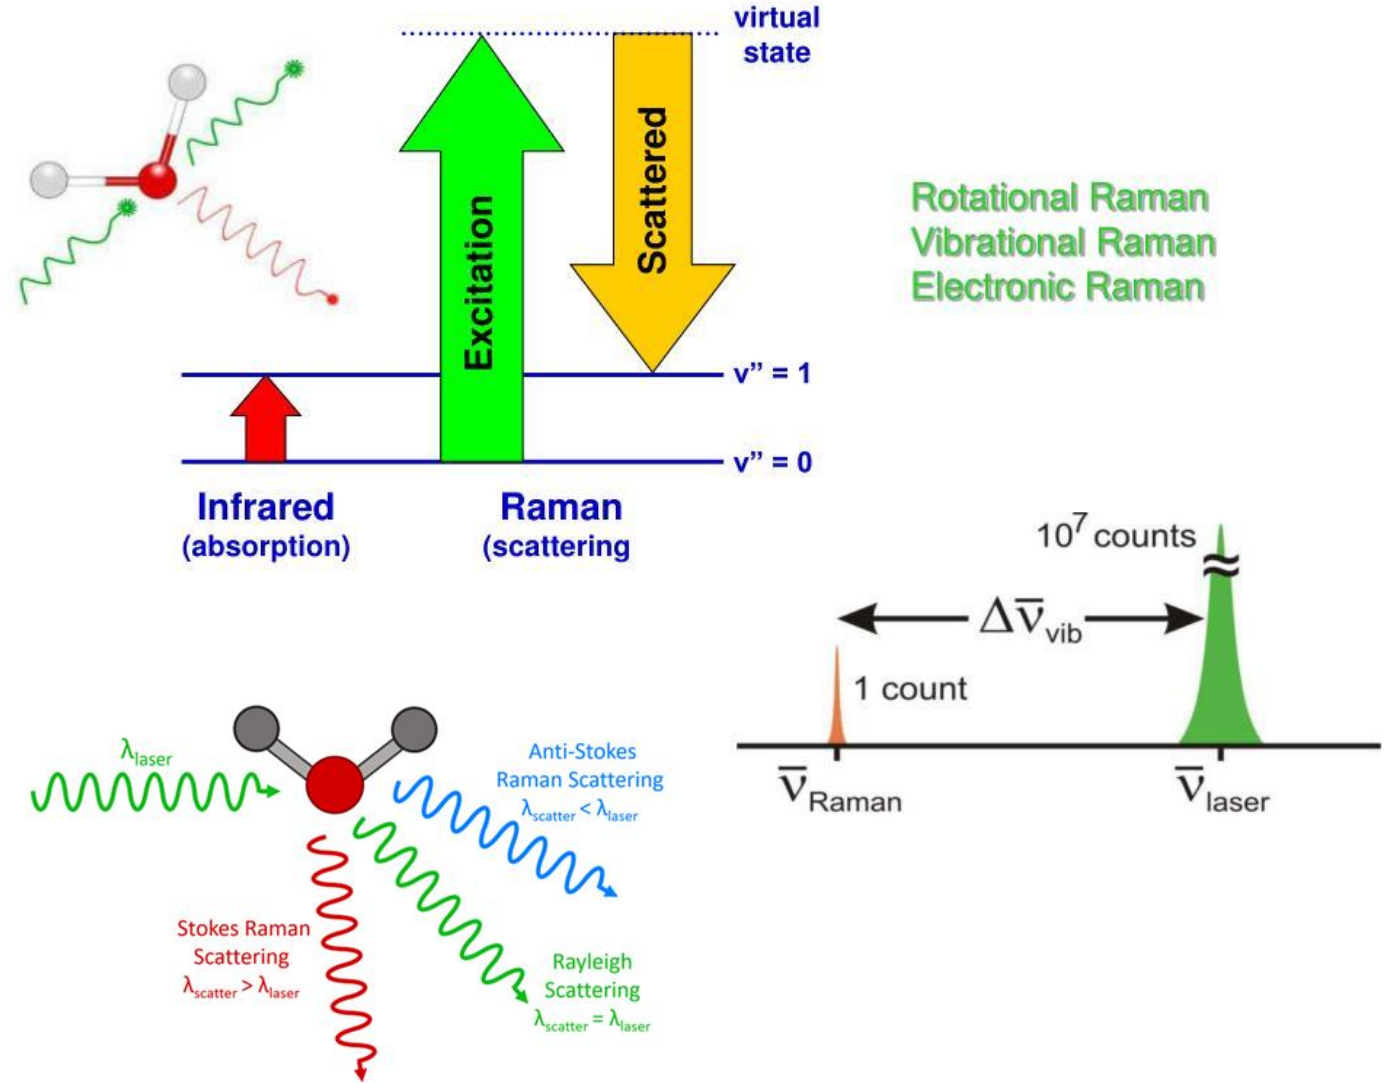 virtual
state
Excitation
Scattered
Rotational Raman
Vibrational Raman
Electronic Raman
v” = 1
v” = 0
Infrared
(absorption)
Raman
(scattering
10⁷ counts
Δν̅vib
1 count
ν̅Raman
ν̅laser
λlaser
Anti-Stokes
Raman Scattering
λscatter < λlaser
Stokes Raman
Scattering
λscatter > λlaser
Rayleigh
Scattering
λscatter = λlaser